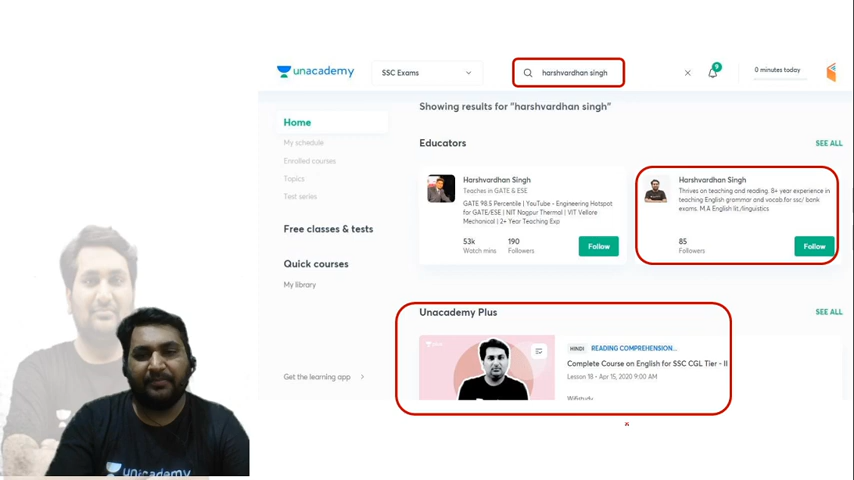 unacademy
SSC Exams
harshvardhan singh
9
0 minutes today
Showing results for "harshvardhan singh"
Home
My schedule
Enrolled courses
Topics
Test series
Free classes & tests
Quick courses
My library
Get the learning app
Educators
SEE ALL
Harshvardhan Singh
Teaches in GATE & ESE
GATE 98.5 Percentile | YouTube - Engineering Hotspot
for GATE/ESE | NIT Nagpur Thermal | VIT Vellore
Mechanical | 2+ Year Teaching Exp
53k
Watch mins
190
Followers
Follow
Harshvardhan Singh
Thrives on teaching and reading. 8+ year experience in
teaching English grammar and vocab for ssc/ bank
exams. M.A English lit./linguistics
85
Followers
Follow
Unacademy Plus
SEE ALL
HINDI READING COMPREHENSION...
Complete Course on English for SSC CGL Tier - II
Lesson 18 - Apr 15, 2020 9:00 AM
Wifistudy
unacademy